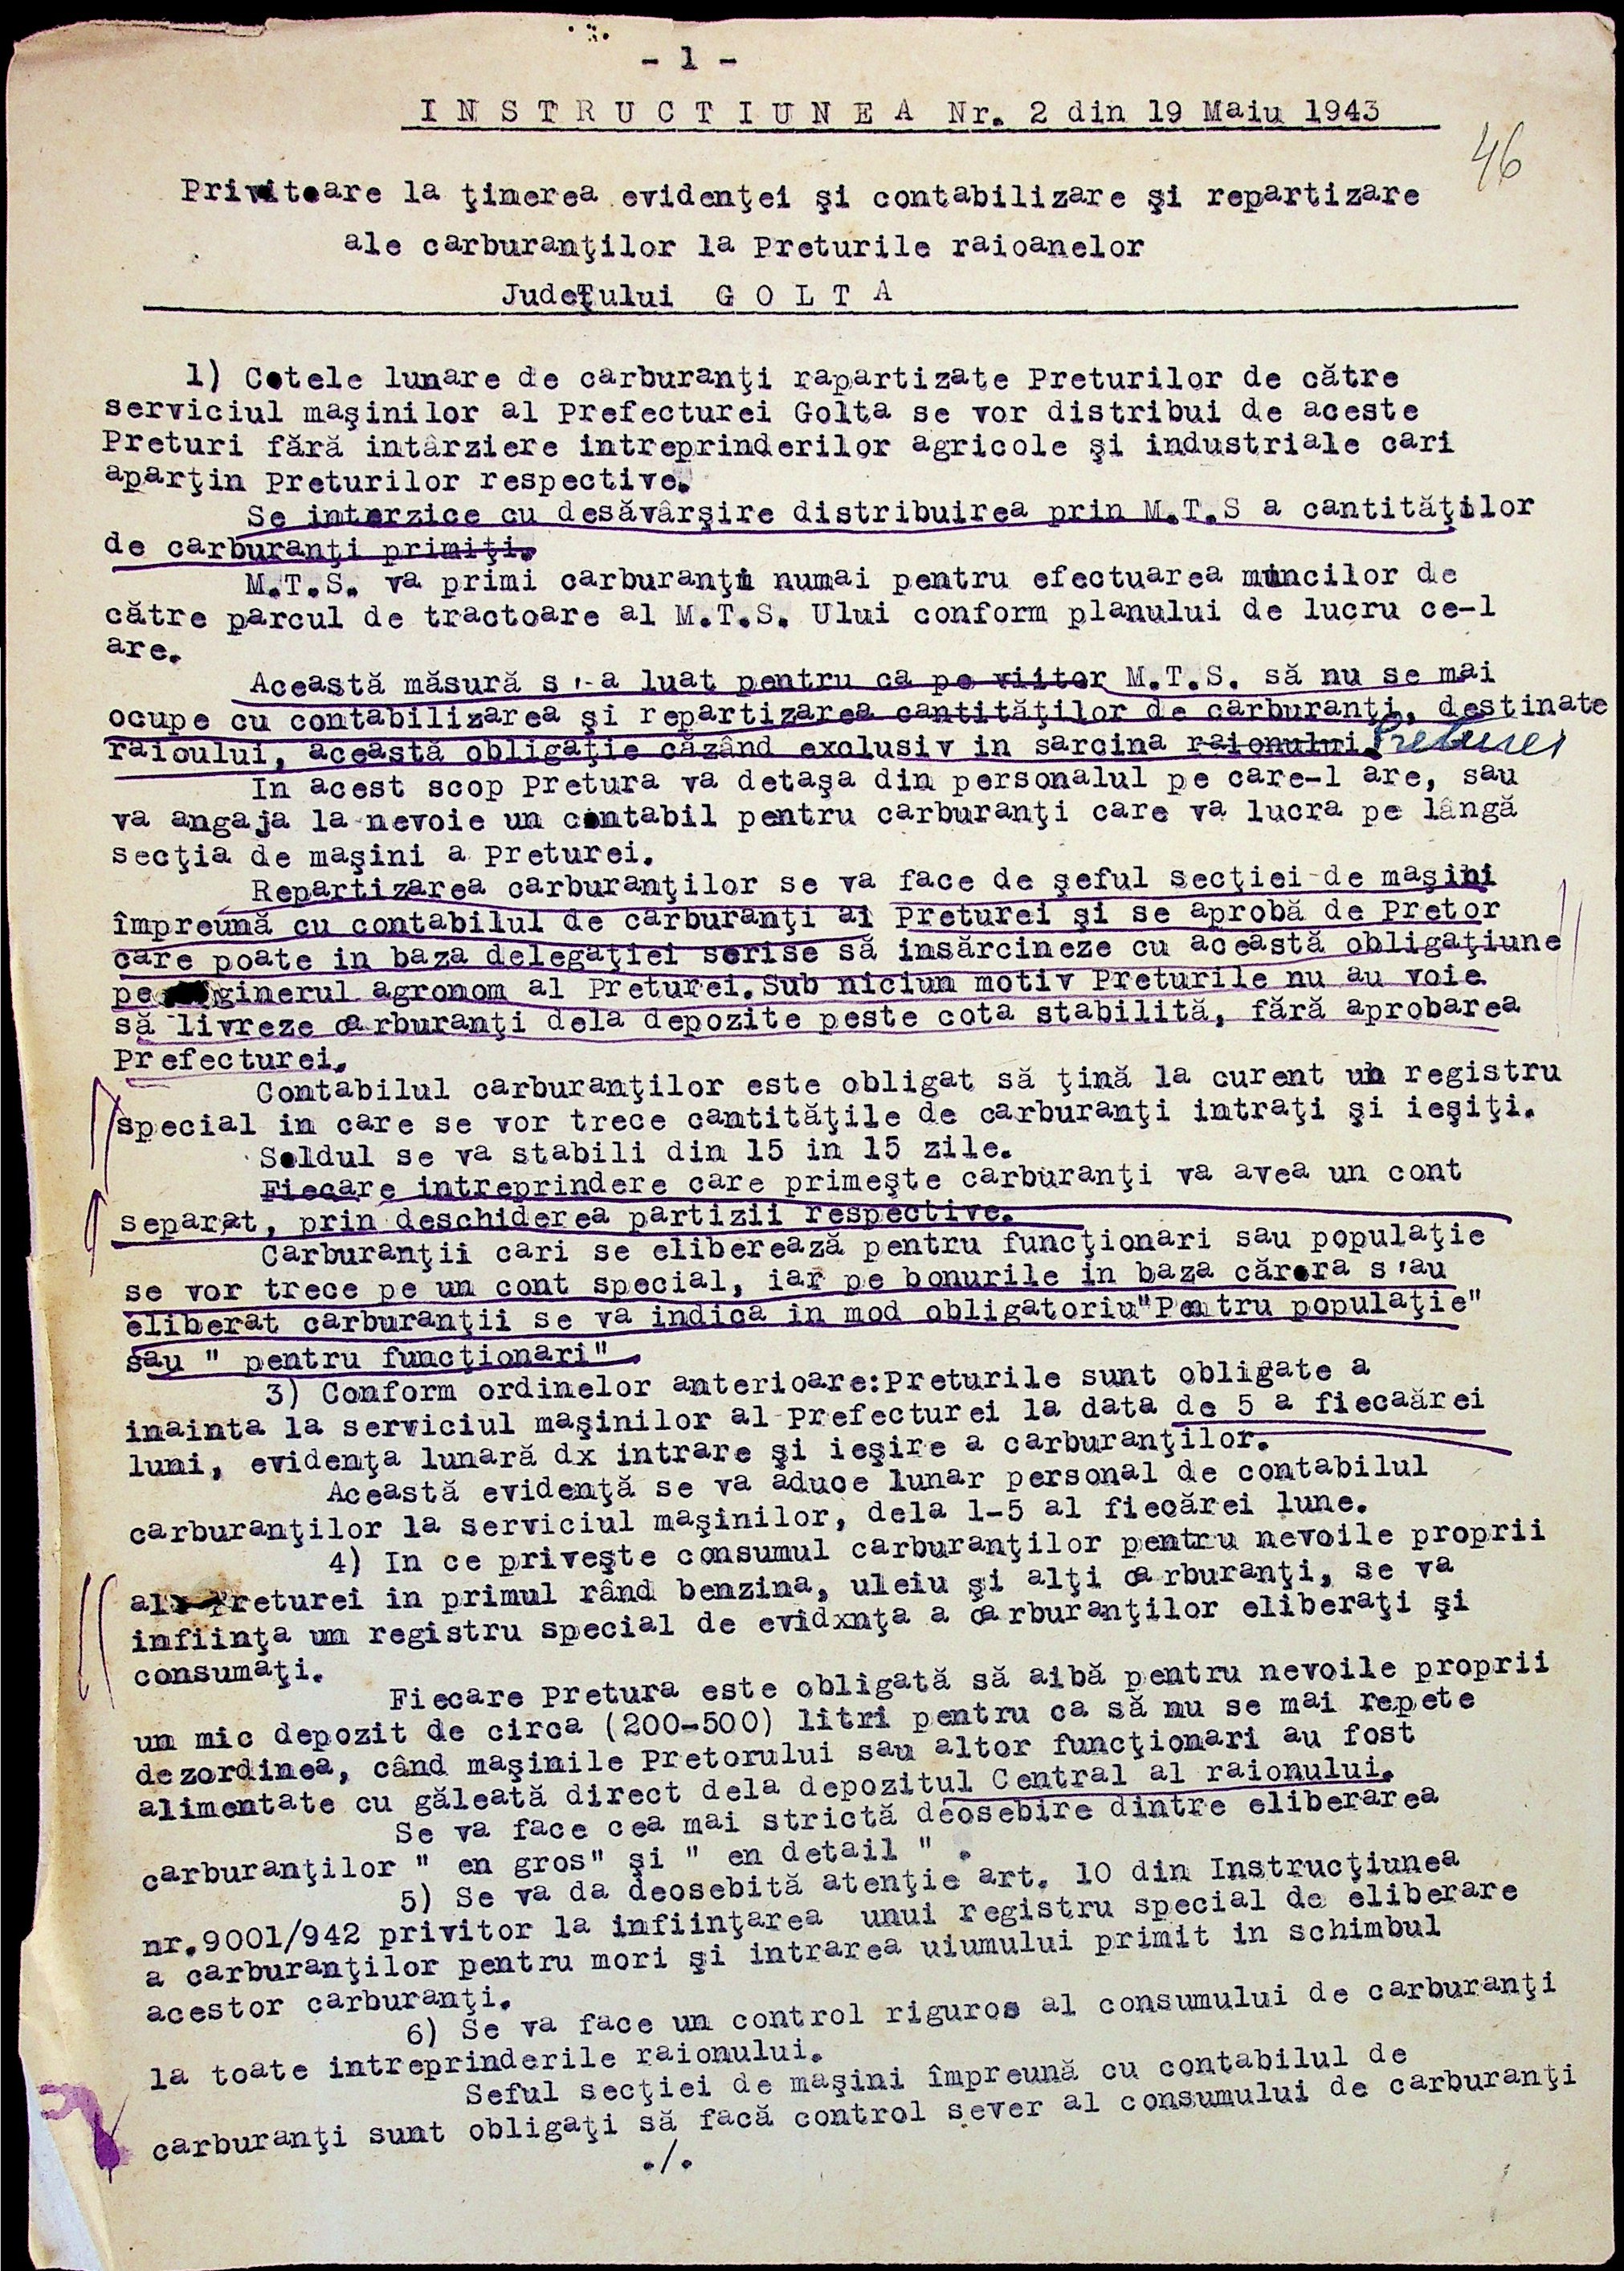 - 1 -
I N S T R U C T I U N E A Nr. 2 din 19 Maiu 1943
46
Privitoare la ţinerea evidenţei şi contabilizare şi repartizare
ale carburanţilor la Preturile raioanelor
Judeţului G O L T A
1) Cotele lunare de carburanţi rapartizate Preturilor de către
serviciul maşinilor al Prefecturei Golta se vor distribui de aceste
Preturi fără intârziere intreprinderilor agricole şi industriale cari
aparţin Preturilor respective.
Se interzice cu desăvârşire distribuirea prin M.T.S a cantităţilor
de carburanţi primiţi.
M.T.S. va primi carburanţi numai pentru efectuarea muncilor de
către parcul de tractoare al M.T.S. Ului conform planului de lucru ce-l
are.
Această măsură s'-a luat pentru ca pe viitor M.T.S. să nu se mai
ocupe cu contabilizarea şi repartizarea cantităţilor de carburanţi, destinate
raioului, această obligaţie căzând exclusiv in sarcina raionului. Preturei
In acest scop Pretura va detaşa din personalul pe care-l are, sau
va angaja la nevoie un contabil pentru carburanţi care va lucra pe lângă
secţia de maşini a Preturei.
Repartizarea carburanţilor se va face de şeful secţiei de maşini
împreună cu contabilul de carburanţi al Preturei şi se aprobă de Pretor
care poate in baza delegaţiei scrise să insărcineze cu această obligaţiune
pe ginerul agronom al Preturei. Sub niciun motiv Preturile nu au voie
să livreze carburanţi dela depozite peste cota stabilită, fără aprobarea
Prefecturei.
Contabilul carburanţilor este obligat să ţină la curent un registru
special in care se vor trece cantităţile de carburanţi intraţi şi ieşiţi.
Soldul se va stabili din 15 in 15 zile.
Fiecare intreprindere care primeşte carburanţi va avea un cont
separat, prin deschiderea partizii respective.
Carburanţii cari se eliberează pentru funcţionari sau populaţie
se vor trece pe un cont special, iar pe bonurile in baza cărora s'au
eliberat carburanţii se va indica in mod obligatoriu"Pentru populaţie"
sau " pentru funcţionari".
3) Conform ordinelor anterioare:Preturile sunt obligate a
inainta la serviciul maşinilor al Prefecturei la data de 5 a fiecaărei
luni, evidenţa lunară dx intrare şi ieşire a carburanţilor.
Această evidenţă se va aduce lunar personal de contabilul
carburanţilor la serviciul maşinilor, dela 1-5 al fiecărei lune.
4) In ce priveşte consumul carburanţilor pentru nevoile proprii
ale Preturei in primul rând benzina, uleiu şi alţi carburanţi, se va
infiinţa un registru special de evidxnţa a carburanţilor eliberaţi şi
consumaţi.
Fiecare Pretura este obligată să aibă pentru nevoile proprii
un mic depozit de circa (200-500) litri pentru ca să nu se mai repete
dezordinea, când maşinile Pretorului sau altor funcţionari au fost
alimentate cu găleată direct dela depozitul Central al raionului.
Se va face cea mai strictă deosebire dintre eliberarea
carburanţilor " en gros" şi " en detail " .
5) Se va da deosebită atenţie art. 10 din Instrucţiunea
nr.9001/942 privitor la infiinţarea unui registru special de eliberare
a carburanţilor pentru mori şi intrarea uiumului primit in schimbul
acestor carburanţi.
6) Se va face un control riguros al consumului de carburanţi
la toate intreprinderile raionului.
Seful secţiei de maşini împreună cu contabilul de
carburanţi sunt obligaţi să facă control sever al consumului de carburanţi
./.